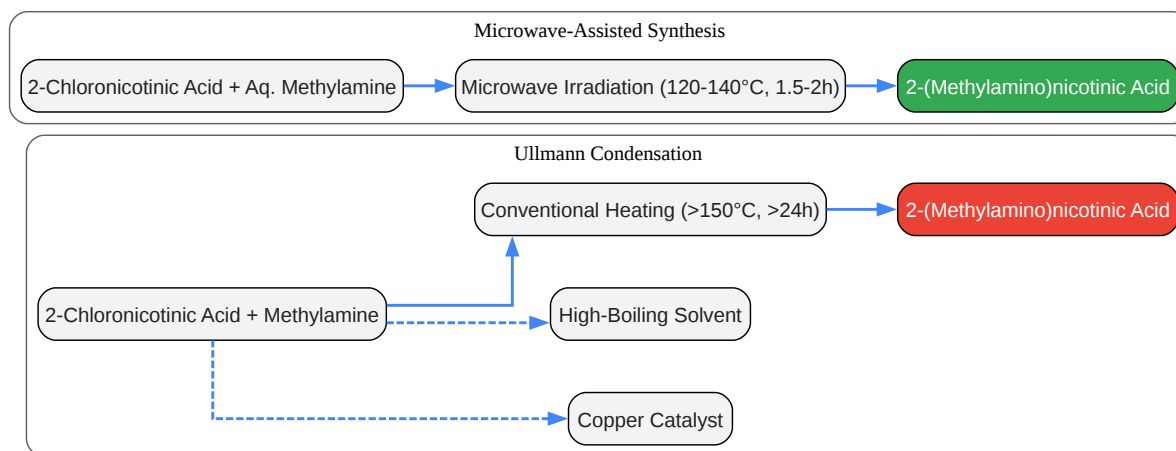 Microwave-Assisted Synthesis
2-Chloronicotinic Acid + Aq. Methylamine
Microwave Irradiation (120-140°C, 1.5-2h)
2-(Methylamino)nicotinic Acid
Ullmann Condensation
Conventional Heating (>150°C, >24h)
2-(Methylamino)nicotinic Acid
2-Chloronicotinic Acid + Methylamine
High-Boiling Solvent
Copper Catalyst